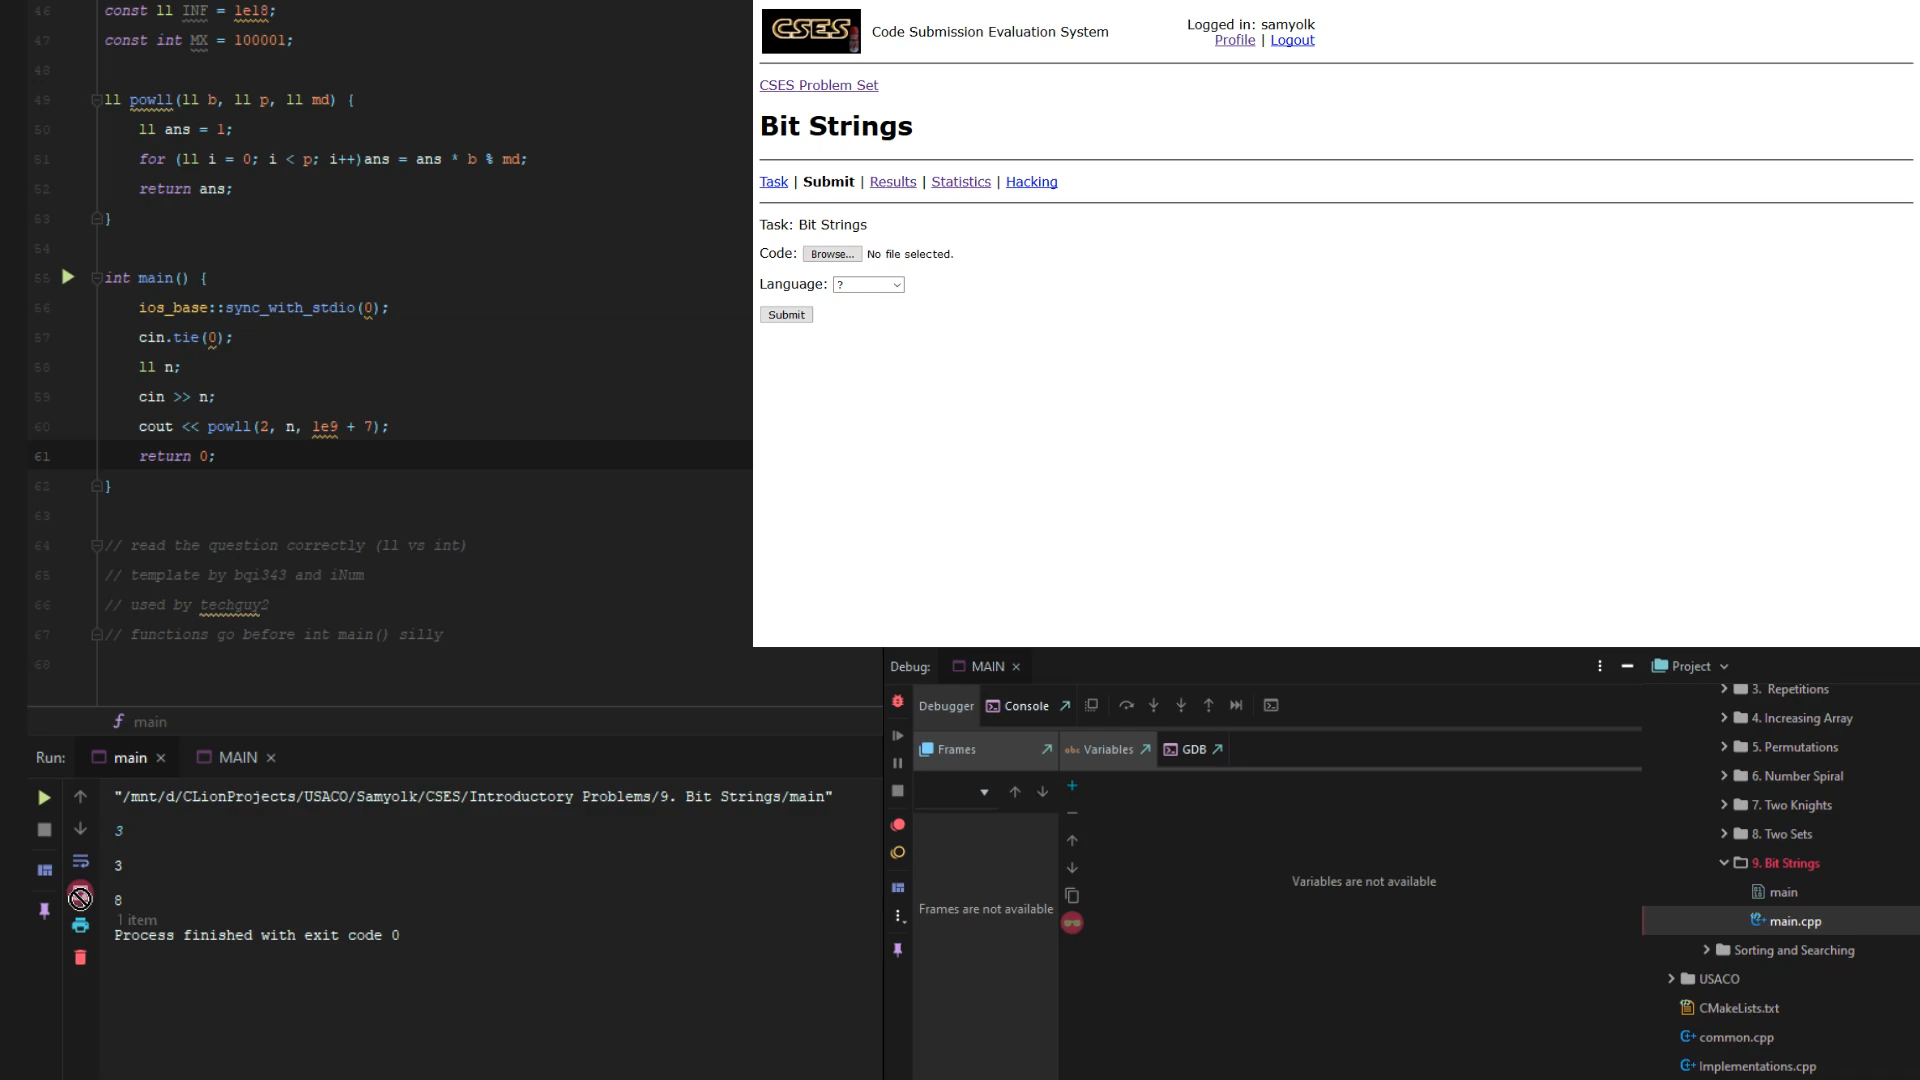 46 const ll INF = 1e18;
47 const int MX = 100001;
48
49 ll powll(ll b, ll p, ll md) {
50 ll ans = 1;
51 for (ll i = 0; i < p; i++)ans = ans * b % md;
52 return ans;
53 }
54
55 int main() {
56 ios_base::sync_with_stdio(0);
57 cin.tie(0);
58 ll n;
59 cin >> n;
60 cout << powll(2, n, 1e9 + 7);
61 return 0;
62 }
63
64 // read the question correctly (ll vs int)
65 // template by bqi343 and iNum
66 // used by techguy2
67 // functions go before int main() silly
68
f main
CSES
Code Submission Evaluation System
Logged in: samyolk
Profile | Logout
CSES Problem Set
Bit Strings
Task | Submit | Results | Statistics | Hacking
Task: Bit Strings
Code: Browse... No file selected.
Language: ?
Submit
Run: main × MAIN ×
"/mnt/d/CLionProjects/USACO/Samyolk/CSES/Introductory Problems/9. Bit Strings/main"
3
3
8
1 item
Process finished with exit code 0
Debug: MAIN ×
Debugger Console
Frames abc Variables GDB
Frames are not available
Variables are not available
Project
3. Repetitions
4. Increasing Array
5. Permutations
6. Number Spiral
7. Two Knights
8. Two Sets
9. Bit Strings
main
main.cpp
Sorting and Searching
USACO
CMakeLists.txt
common.cpp
Implementations.cpp